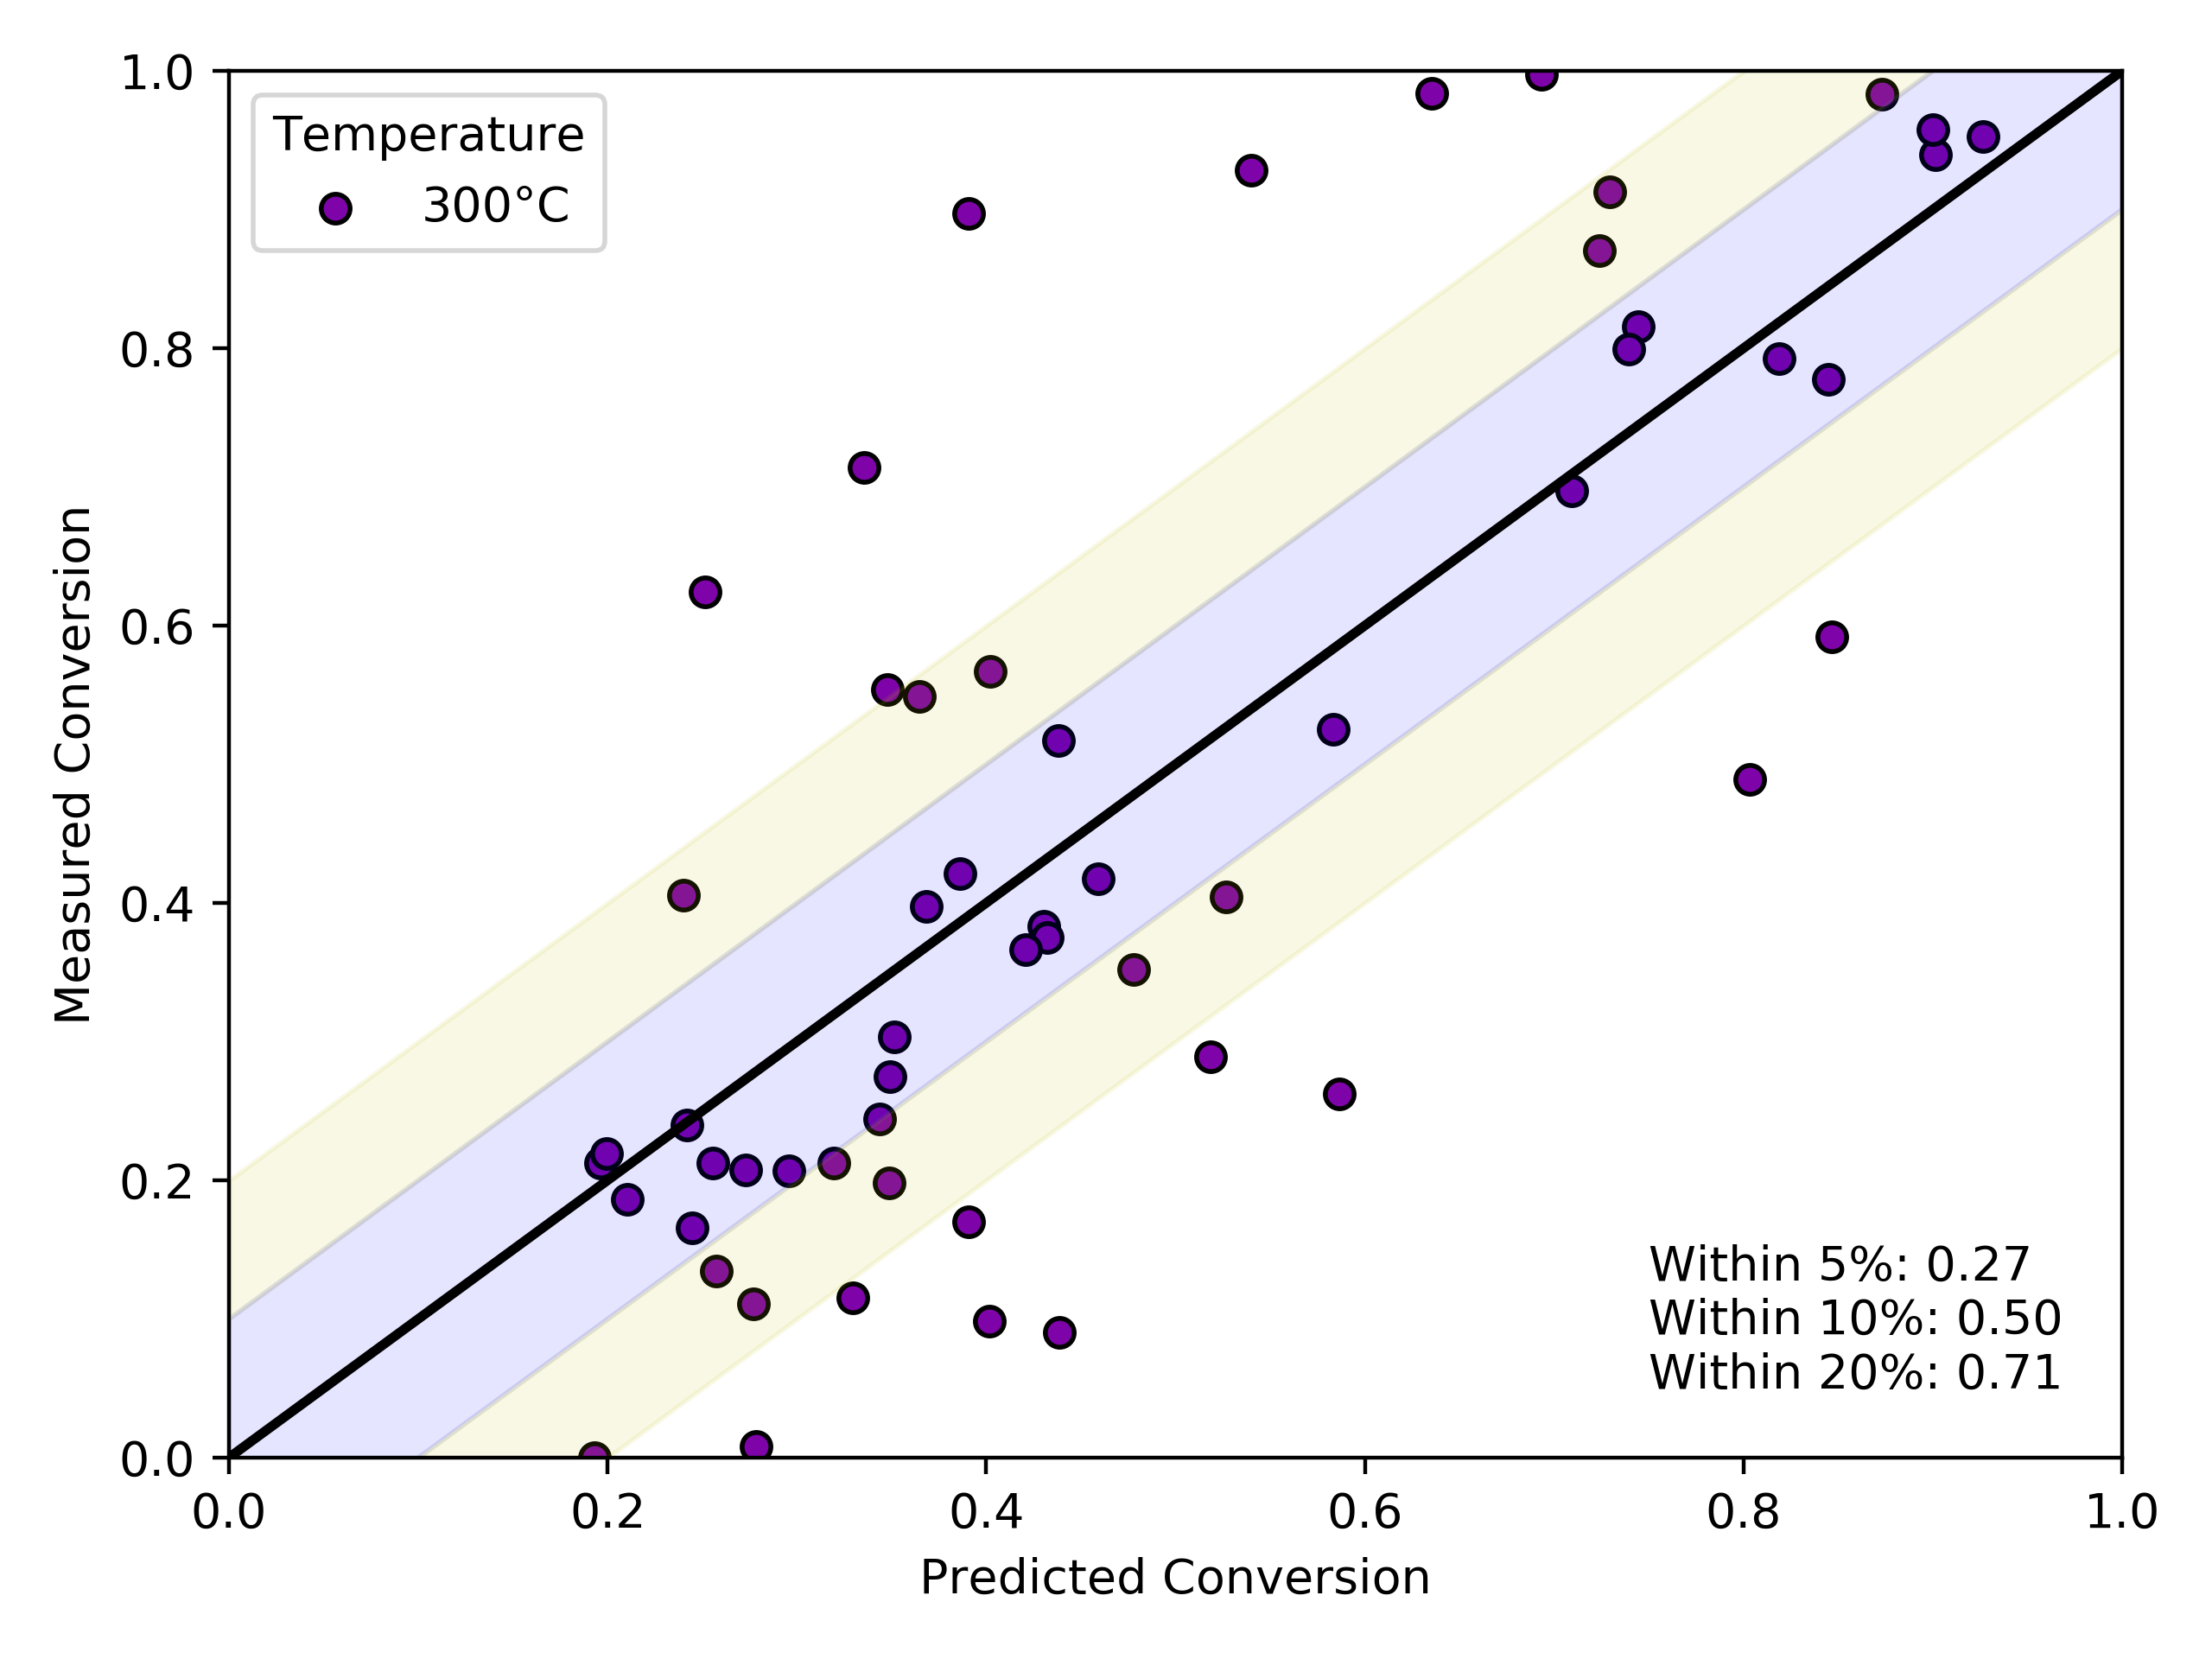 1.0
0.8
0.6
0.4
0.2
0.0
Measured Conversion
Temperature
300°C
Within 5%: 0.27
Within 10%: 0.50
Within 20%: 0.71
0.0 0.2 0.4 0.6 0.8 1.0
Predicted Conversion